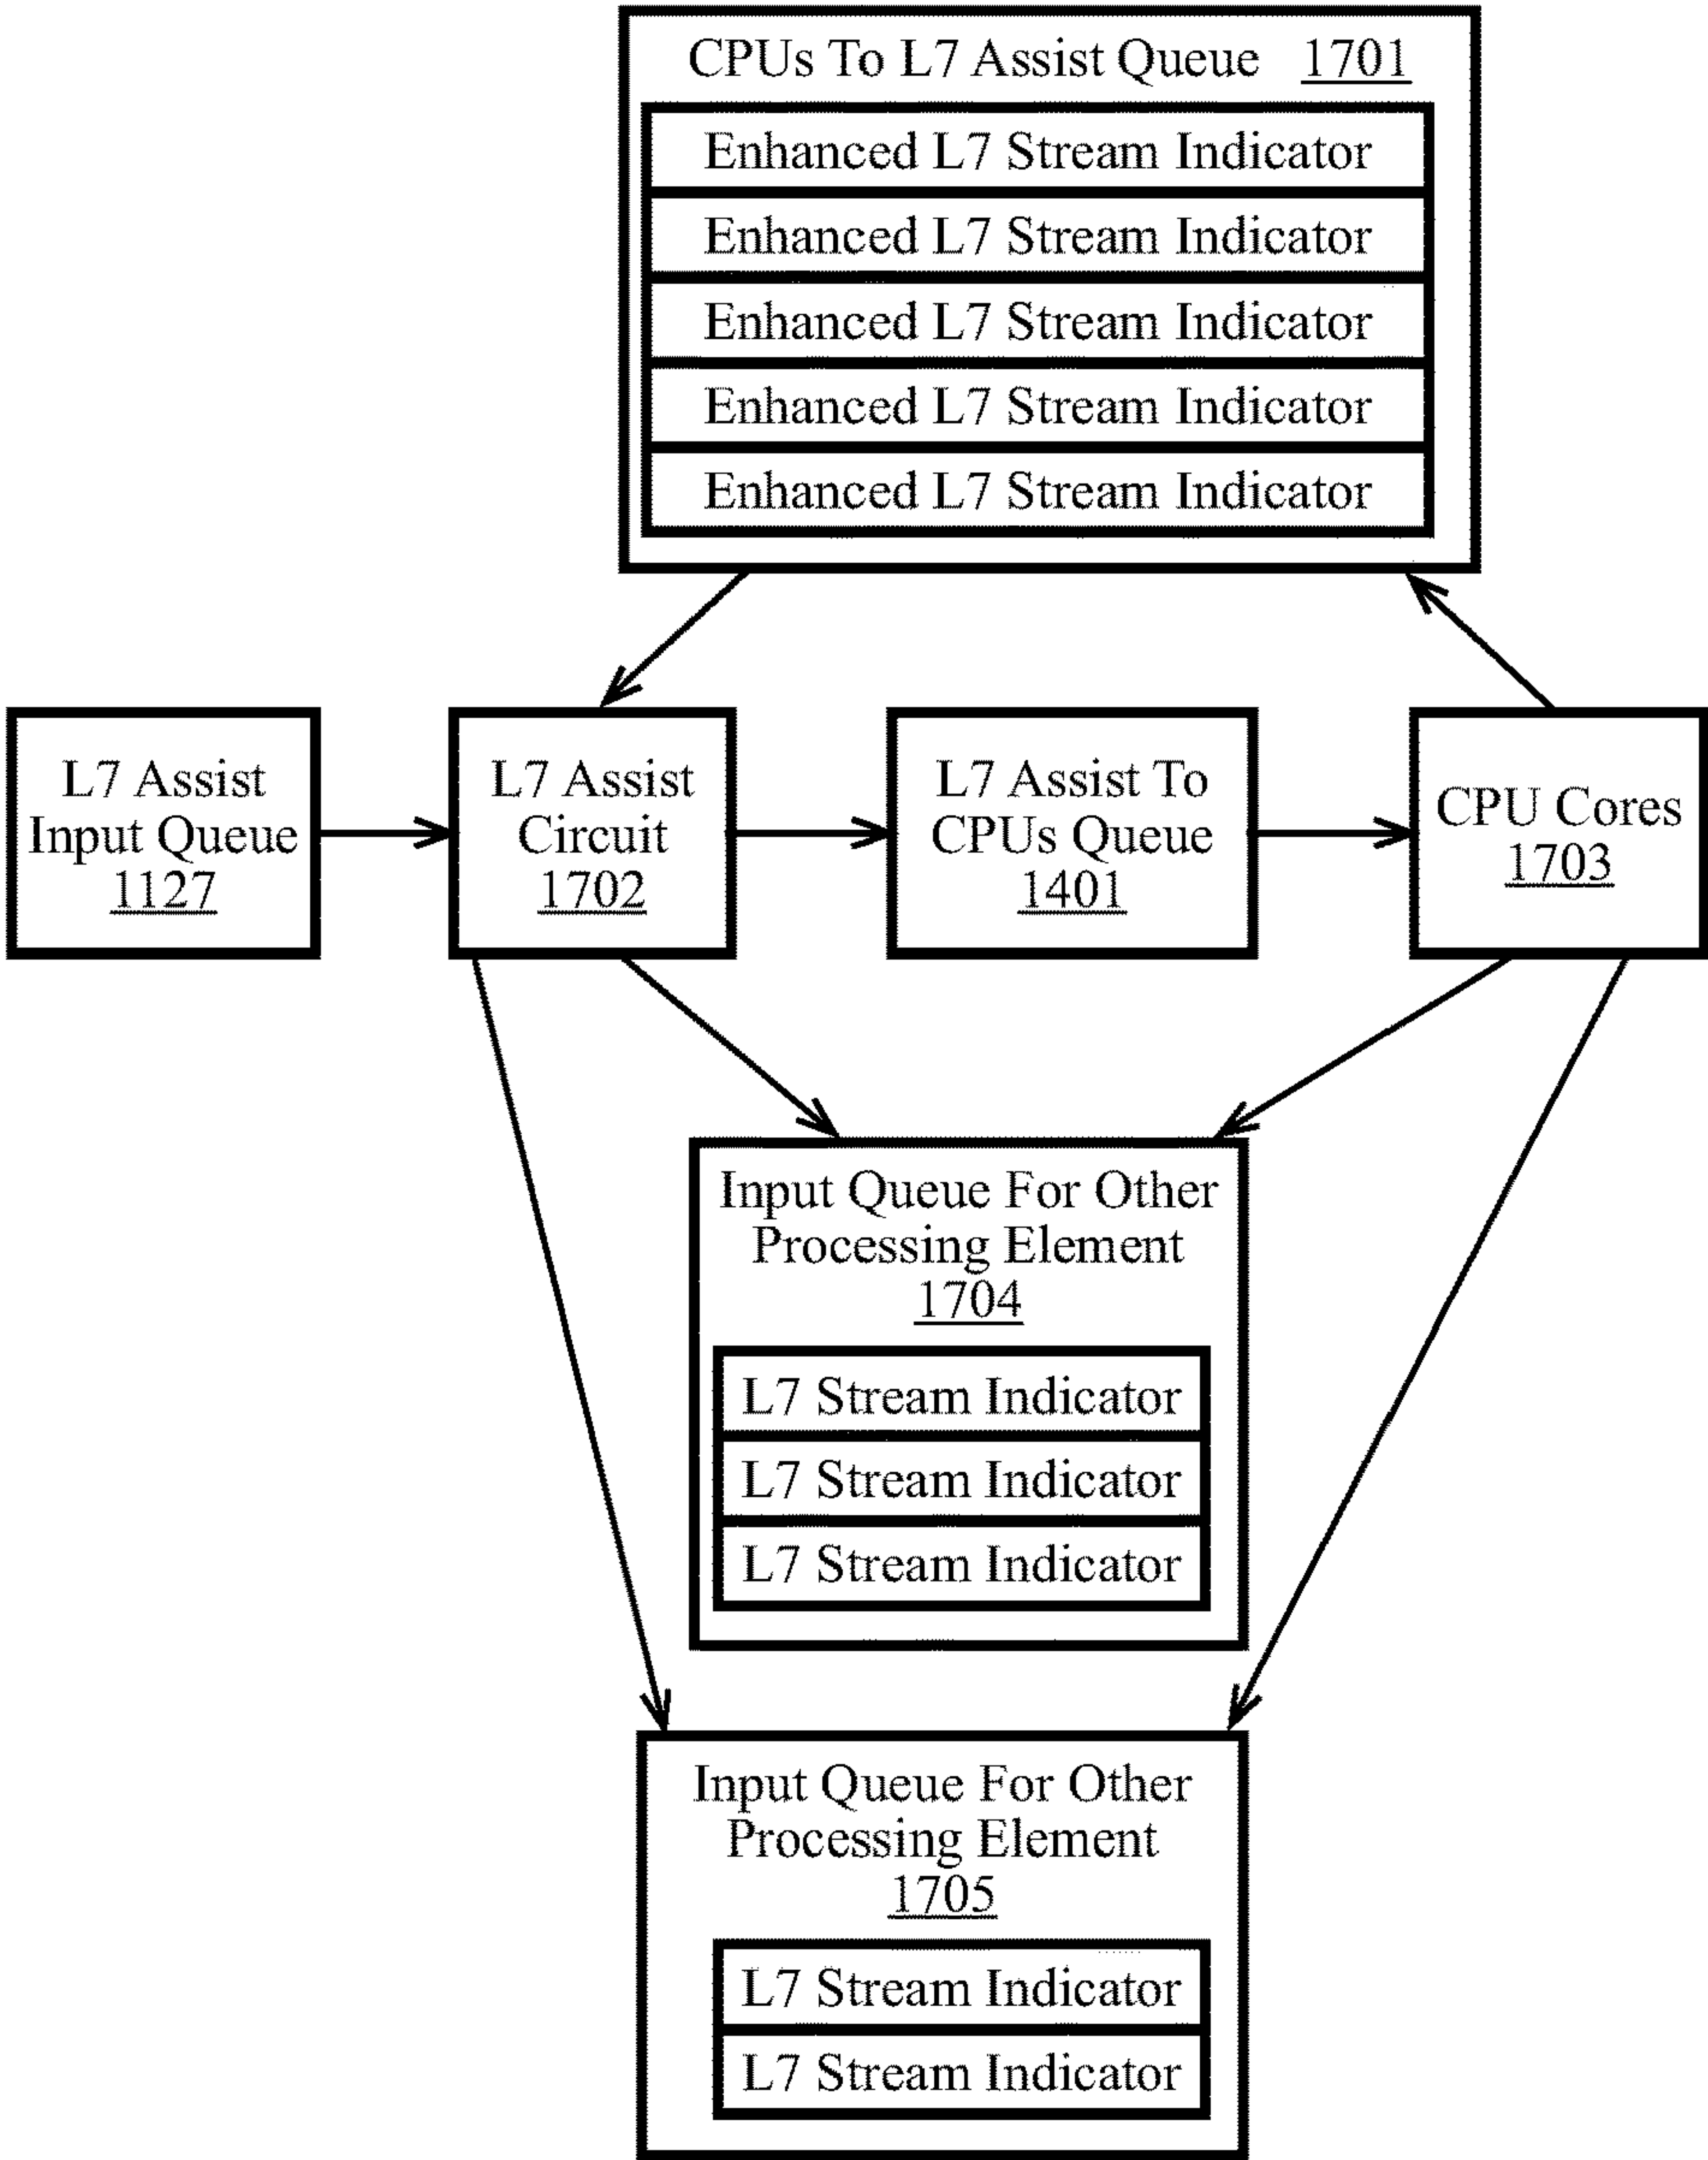 CPUs To L7 Assist Queue 1701
Enhanced L7 Stream Indicator
Enhanced L7 Stream Indicator
Enhanced L7 Stream Indicator
Enhanced L7 Stream Indicator
Enhanced L7 Stream Indicator
L7 Assist
Input Queue
1127
L7 Assist
Circuit
1702
L7 Assist To
CPUs Queue
1401
CPU Cores
1703
Input Queue For Other
Processing Element
1704
L7 Stream Indicator
L7 Stream Indicator
L7 Stream Indicator
Input Queue For Other
Processing Element
1705
L7 Stream Indicator
L7 Stream Indicator